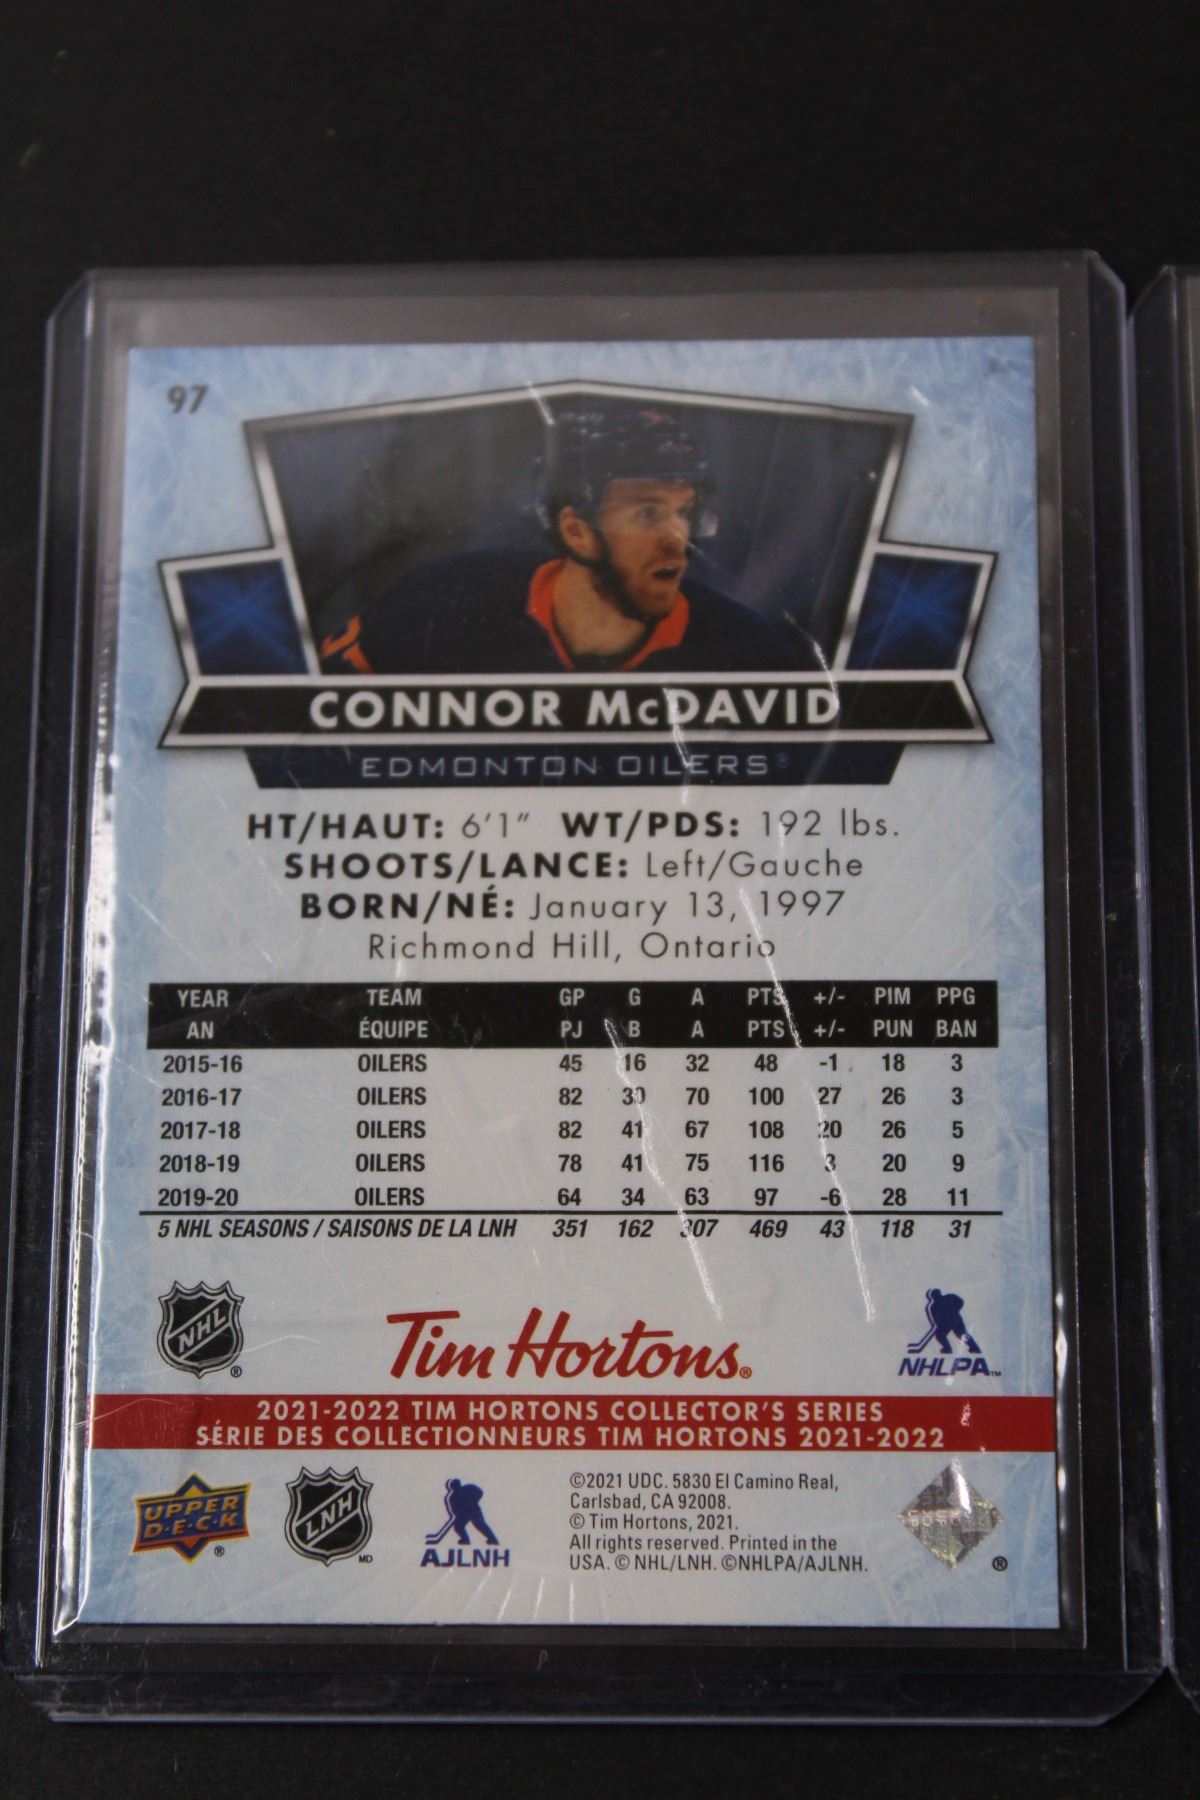 97
CONNOR McDAVID
EDMONTON OILERS
HT/HAUT: 6'1" WT/PDS: 192 lbs.
SHOOTS/LANCE: Left/Gauche
BORN/NÉ: January 13, 1997
Richmond Hill, Ontario
YEAR TEAM GP G A PTS +/- PIM PPG
AN ÉQUIPE PJ B A PTS +/- PUN BAN
2015-16 OILERS 45 16 32 48 -1 18 3
2016-17 OILERS 82 30 70 100 27 26 3
2017-18 OILERS 82 41 67 108 20 26 5
2018-19 OILERS 78 41 75 116 3 20 9
2019-20 OILERS 64 34 63 97 -6 28 11
5 NHL SEASONS / SAISONS DE LA LNH 351 162 307 469 43 118 31
NHL ®
Tim Hortons®
NHLPA™
2021-2022 TIM HORTONS COLLECTOR'S SERIES
SÉRIE DES COLLECTIONNEURS TIM HORTONS 2021-2022
UPPER DECK ®
LNH MD
AJLNH
©2021 UDC. 5830 El Camino Real,
Carlsbad, CA 92008.
© Tim Hortons, 2021.
All rights reserved. Printed in the
USA. © NHL/LNH. ©NHLPA/AJLNH.
®